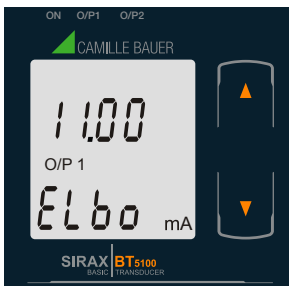 ON O/P1 O/P2
CAMILLE BAUER
11.00
O/P 1
ELbo mA
SIRAX BT5100
BASIC TRANSDUCER